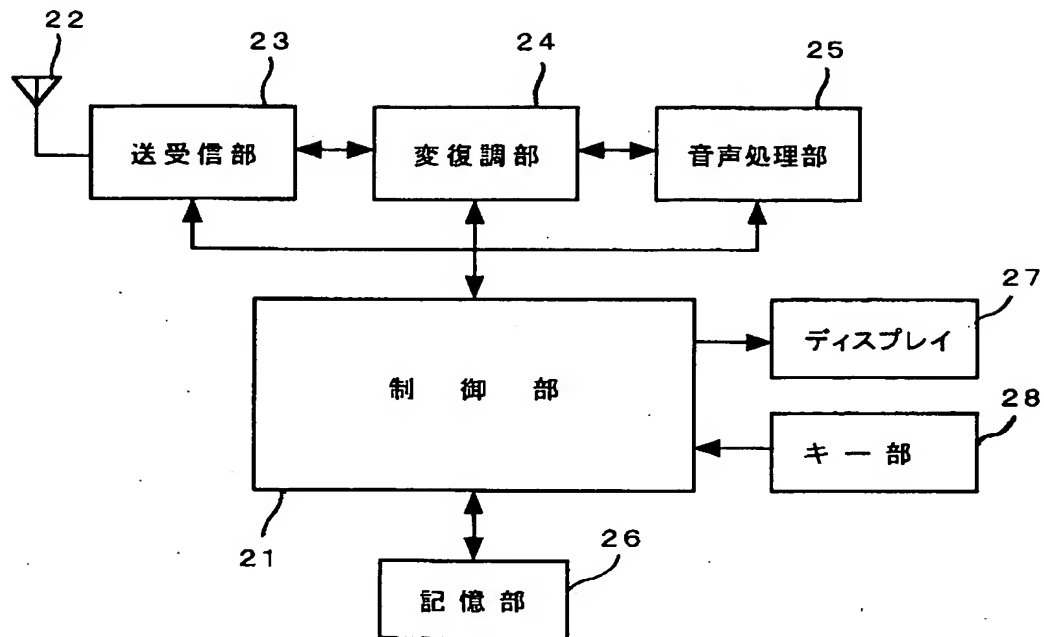 22
23
24
25
送受信部
変復調部
音声処理部
27
ディスプレイ
制御部
28
キー部
21
26
記憶部